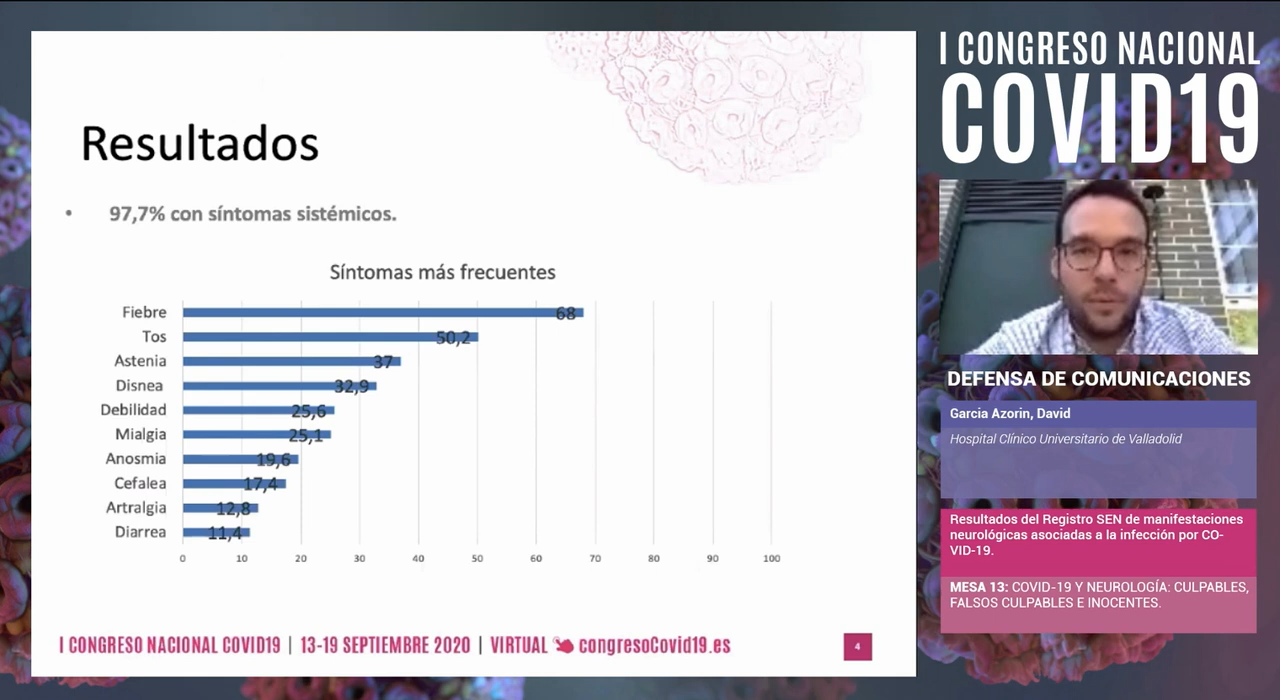 Resultados
• 97,7% con síntomas sistémicos.
Síntomas más frecuentes
Fiebre 68
Tos 50,2
Astenia 37
Disnea 32,9
Debilidad 25,6
Mialgia 25,1
Anosmia 19,6
Cefalea 17,4
Artralgia 12,8
Diarrea 11,4
0 10 20 30 40 50 60 70 80 90 100
I CONGRESO NACIONAL COVID19 | 13-19 SEPTIEMBRE 2020 | VIRTUAL congresoCovid19.es
4
I CONGRESO NACIONAL
COVID19
DEFENSA DE COMUNICACIONES
Garcia Azorin, David
Hospital Clínico Universitario de Valladolid
Resultados del Registro SEN de manifestaciones
neurológicas asociadas a la infección por CO-
VID-19.
MESA 13: COVID-19 Y NEUROLOGÍA: CULPABLES,
FALSOS CULPABLES E INOCENTES.